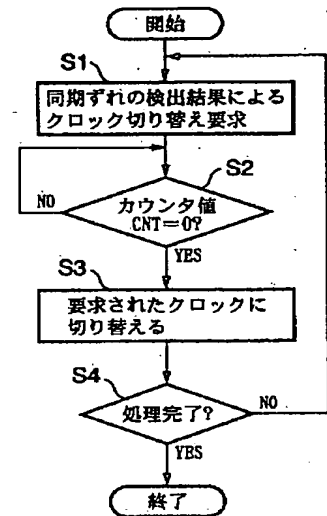 開始
S1
同期ずれの検出結果による
クロック切り替え要求
S2
カウンタ値
CNT=0?
NO
YES
S3
要求されたクロックに
切り替える
S4
処理完了?
NO
YES
終了